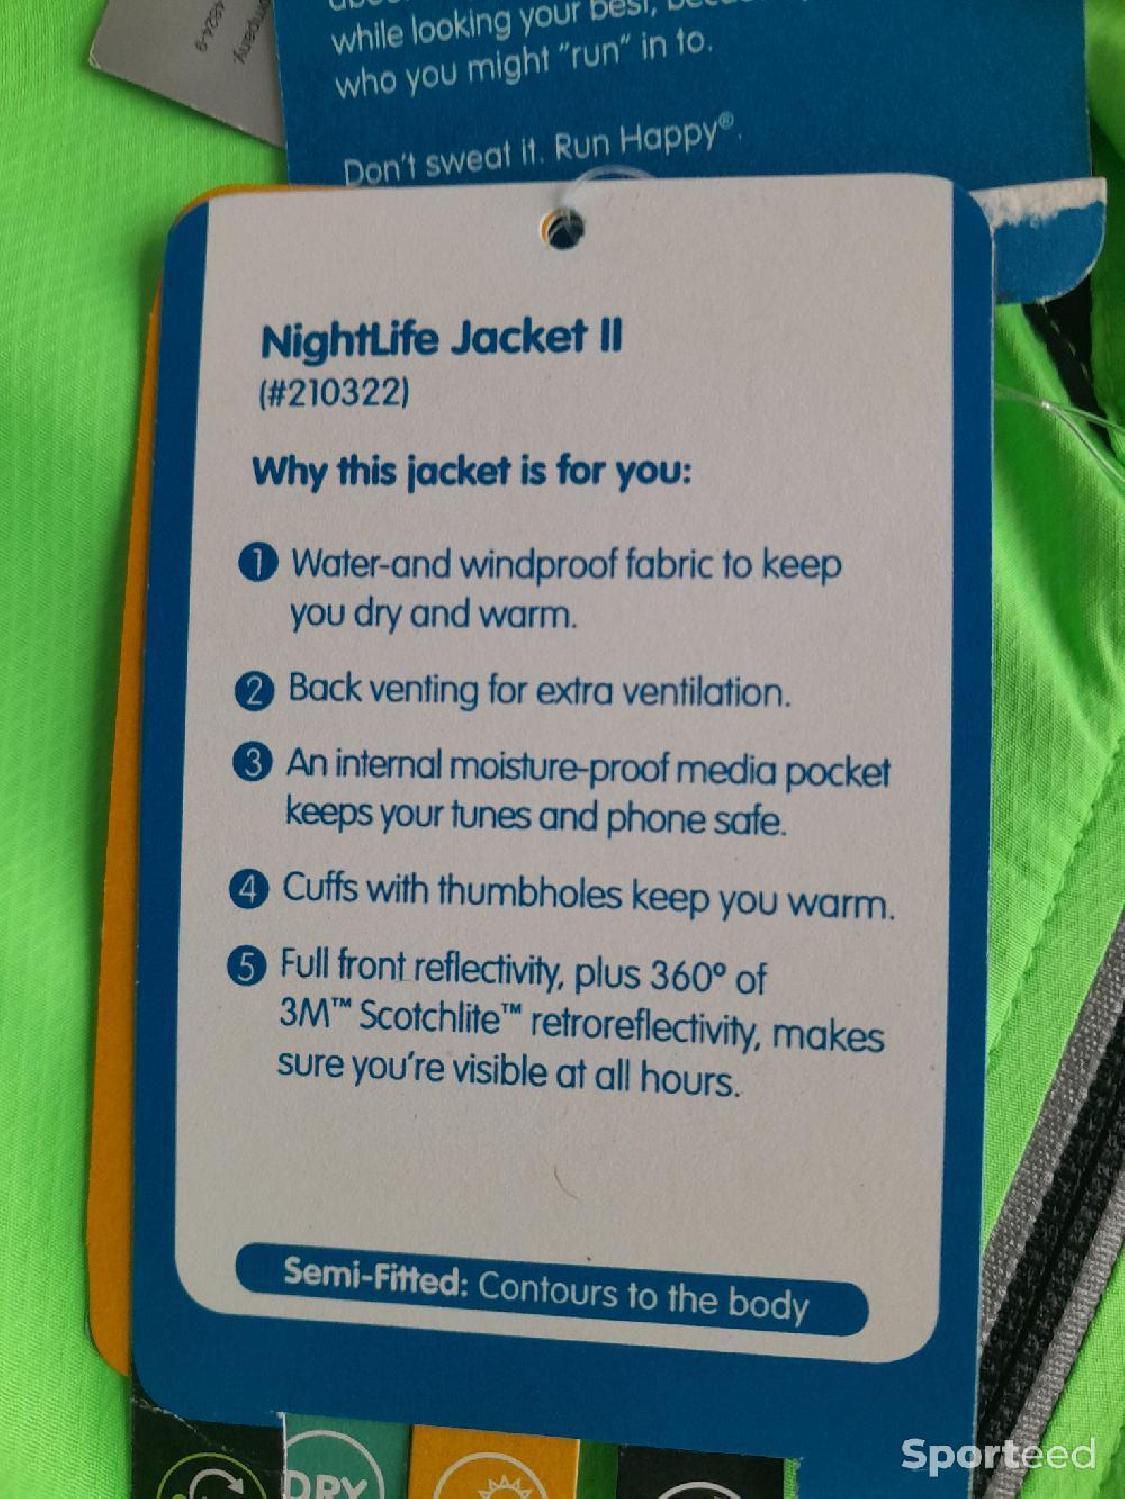 while looking your best,
who you might "run" in to.
Don't sweat it. Run Happy®.
4824-9
NightLife Jacket II
(#210322)
Why this jacket is for you:
1 Water-and windproof fabric to keep
you dry and warm.
2 Back venting for extra ventilation.
3 An internal moisture-proof media pocket
keeps your tunes and phone safe.
4 Cuffs with thumbholes keep you warm.
5 Full front reflectivity, plus 360° of
3M™ Scotchlite™ retroreflectivity, makes
sure you're visible at all hours.
Semi-Fitted: Contours to the body
DRY
Sporteed